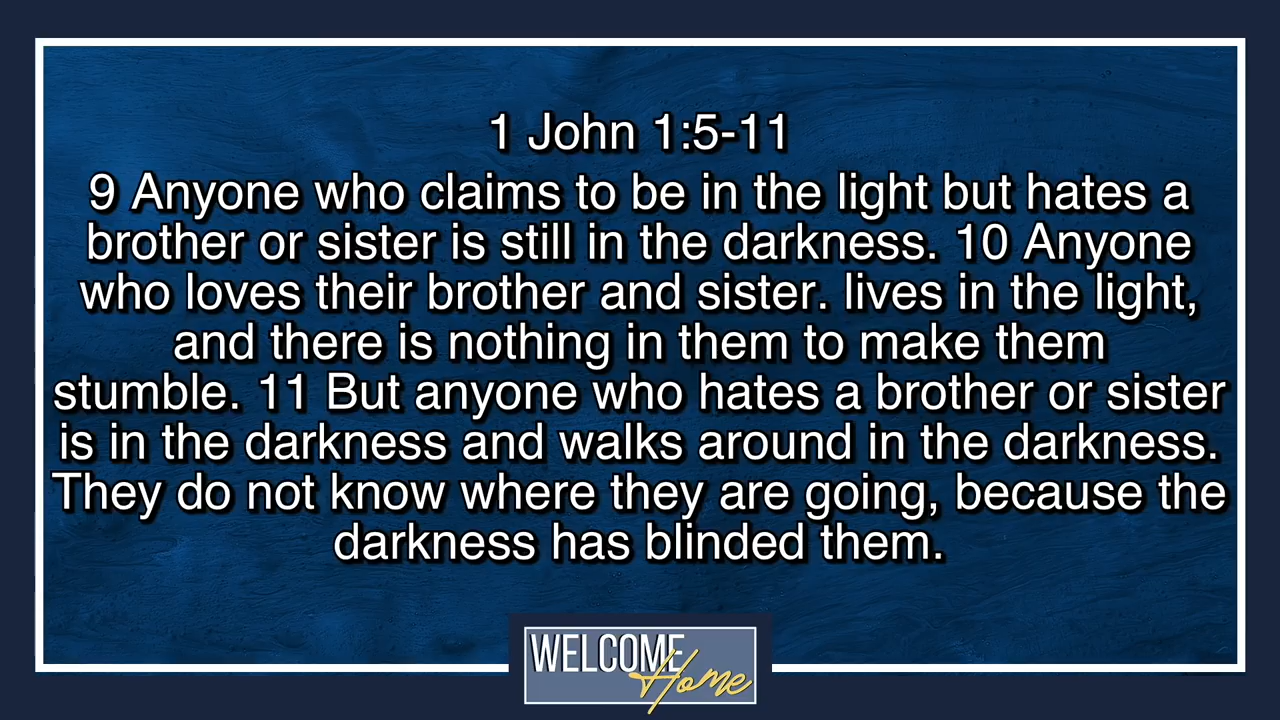 1 John 1:5-11
9 Anyone who claims to be in the light but hates a
brother or sister is still in the darkness. 10 Anyone
who loves their brother and sister. lives in the light,
and there is nothing in them to make them
stumble. 11 But anyone who hates a brother or sister
is in the darkness and walks around in the darkness.
They do not know where they are going, because the
darkness has blinded them.
WELCOME
Home